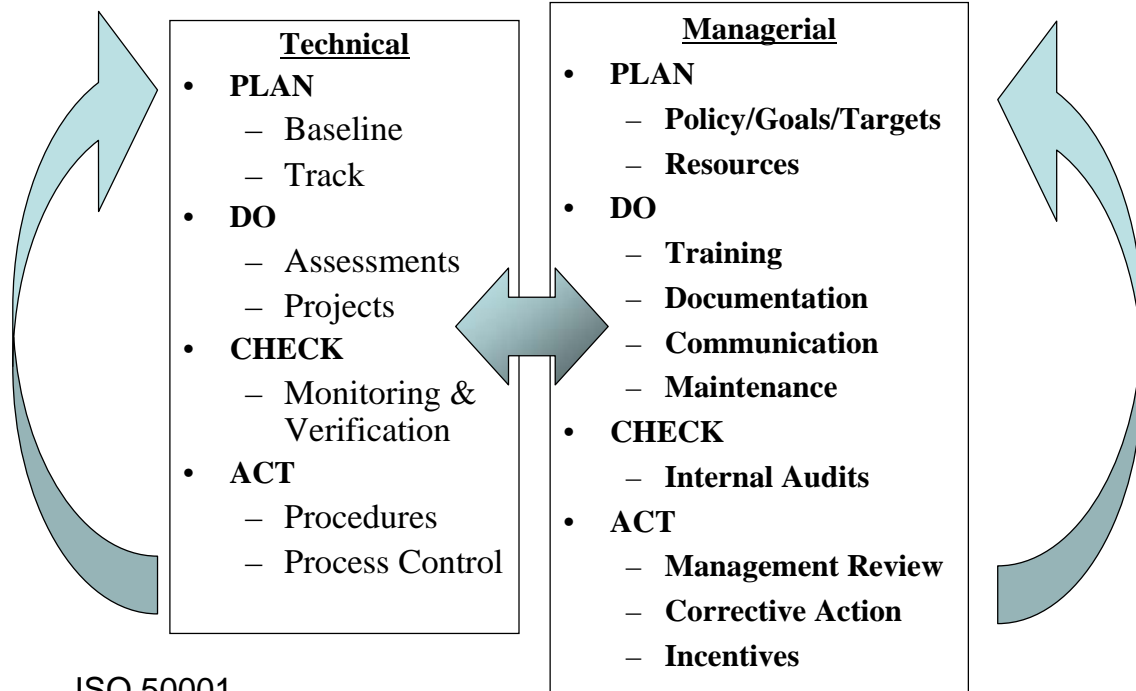 Technical
• PLAN
– Baseline
– Track
• DO
– Assessments
– Projects
• CHECK
– Monitoring &
Verification
• ACT
– Procedures
– Process Control
Managerial
• PLAN
– Policy/Goals/Targets
– Resources
• DO
– Training
– Documentation
– Communication
– Maintenance
• CHECK
– Internal Audits
• ACT
– Management Review
– Corrective Action
– Incentives
ISO 50001